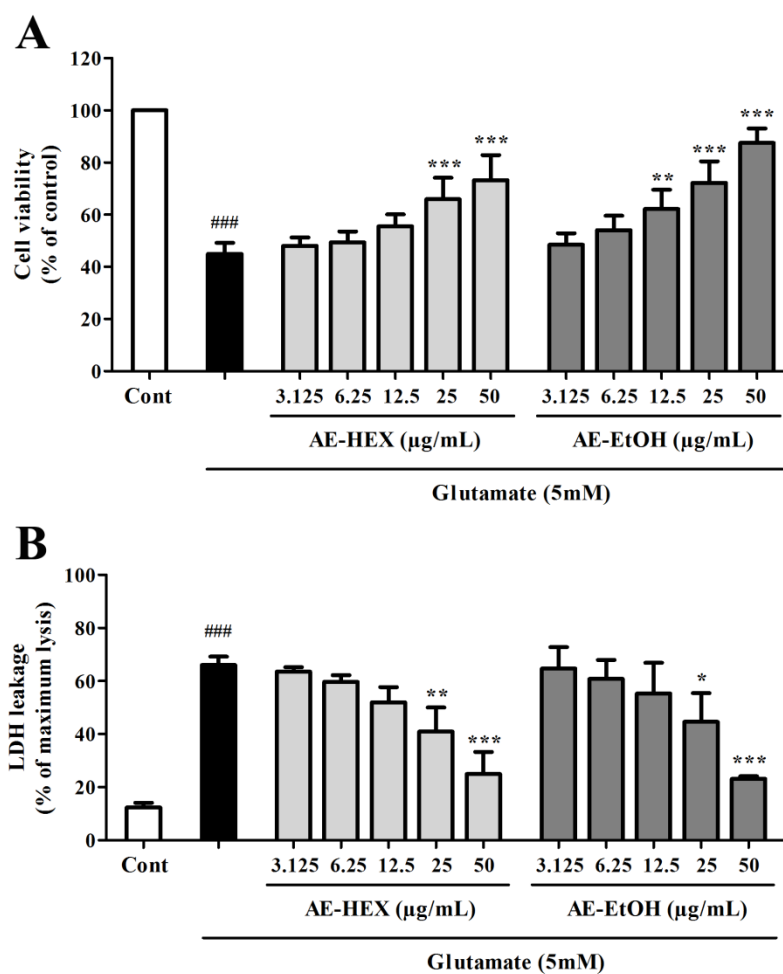 A
Cell viability
(% of control)
120
100
80
60
40
20
0
###
***
***
**
***
***
Cont
3.125 6.25 12.5 25 50 3.125 6.25 12.5 25 50
AE-HEX (µg/mL) AE-EtOH (µg/mL)
Glutamate (5mM)
B
LDH leakage
(% of maximum lysis)
100
80
60
40
20
0
###
**
***
*
***
Cont
3.125 6.25 12.5 25 50 3.125 6.25 12.5 25 50
AE-HEX (µg/mL) AE-EtOH (µg/mL)
Glutamate (5mM)